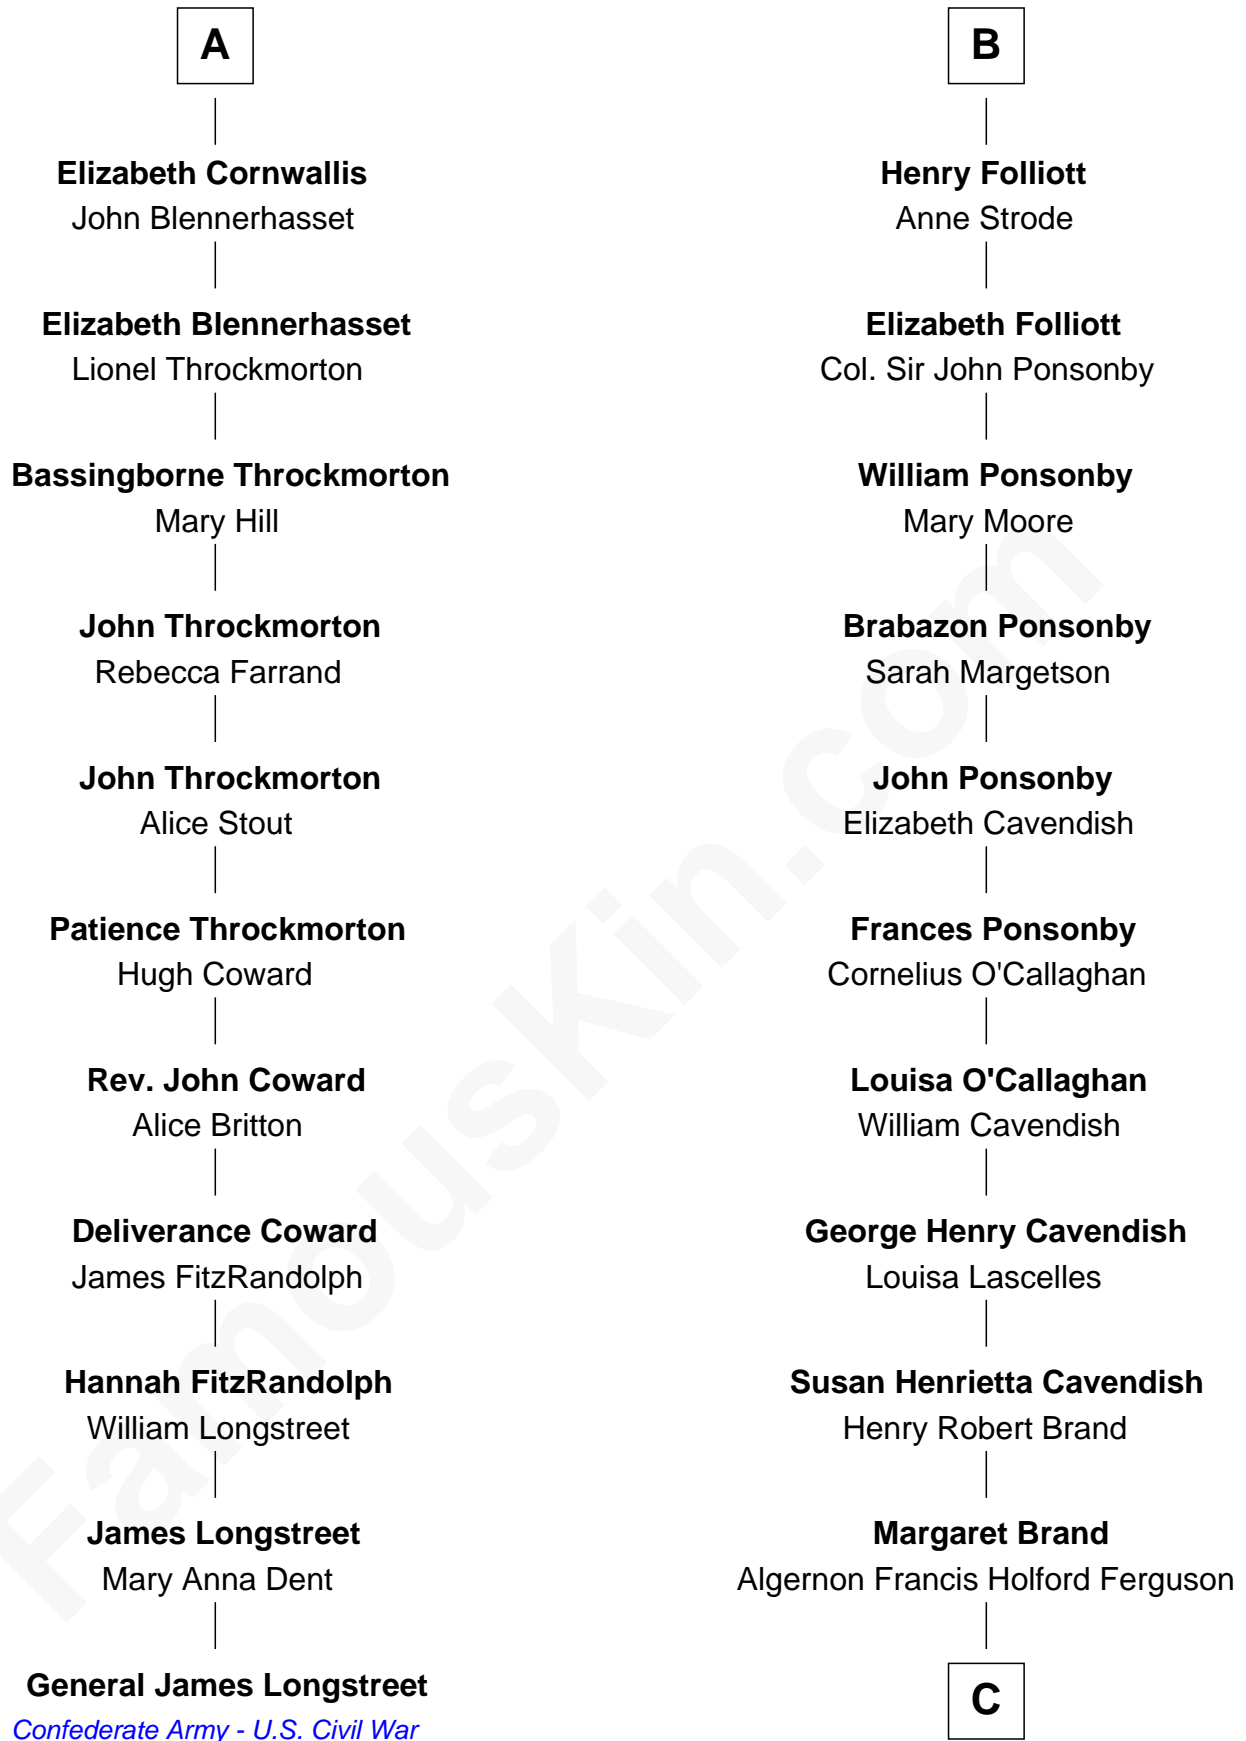 A
Elizabeth Cornwallis
John Blennerhasset
Elizabeth Blennerhasset
Lionel Throckmorton
Bassingborne Throckmorton
Mary Hill
John Throckmorton
Rebecca Farrand
John Throckmorton
Alice Stout
Patience Throckmorton
Hugh Coward
Rev. John Coward
Alice Britton
Deliverance Coward
James FitzRandolph
Hannah FitzRandolph
William Longstreet
James Longstreet
Mary Anna Dent
General James Longstreet
Confederate Army - U.S. Civil War
B
Henry Folliott
Anne Strode
Elizabeth Folliott
Col. Sir John Ponsonby
William Ponsonby
Mary Moore
Brabazon Ponsonby
Sarah Margetson
John Ponsonby
Elizabeth Cavendish
Frances Ponsonby
Cornelius O'Callaghan
Louisa O'Callaghan
William Cavendish
George Henry Cavendish
Louisa Lascelles
Susan Henrietta Cavendish
Henry Robert Brand
Margaret Brand
Algernon Francis Holford Ferguson
C
FamousKin.com